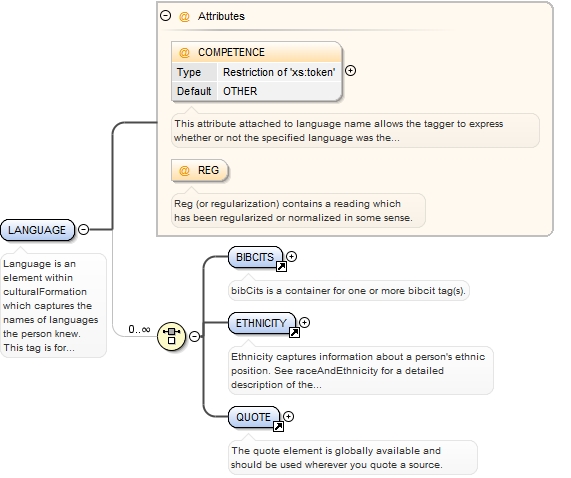 @ Attributes
@ COMPETENCE
Type Restriction of 'xs:token'
Default OTHER
This attribute attached to language name allows the tagger to express
whether or not the specified language was the...
@ REG
Reg (or regularization) contains a reading which
has been regularized or normalized in some sense.
LANGUAGE
Language is an
element within
culturalFormation
which captures the
names of languages
the person knew.
This tag is for...
0..∞
BIBCITS
bibCits is a container for one or more bibcit tag(s).
ETHNICITY
Ethnicity captures information about a person's ethnic
position. See raceAndEthnicity for a detailed
description of the...
QUOTE
The quote element is globally available and
should be used wherever you quote a source.